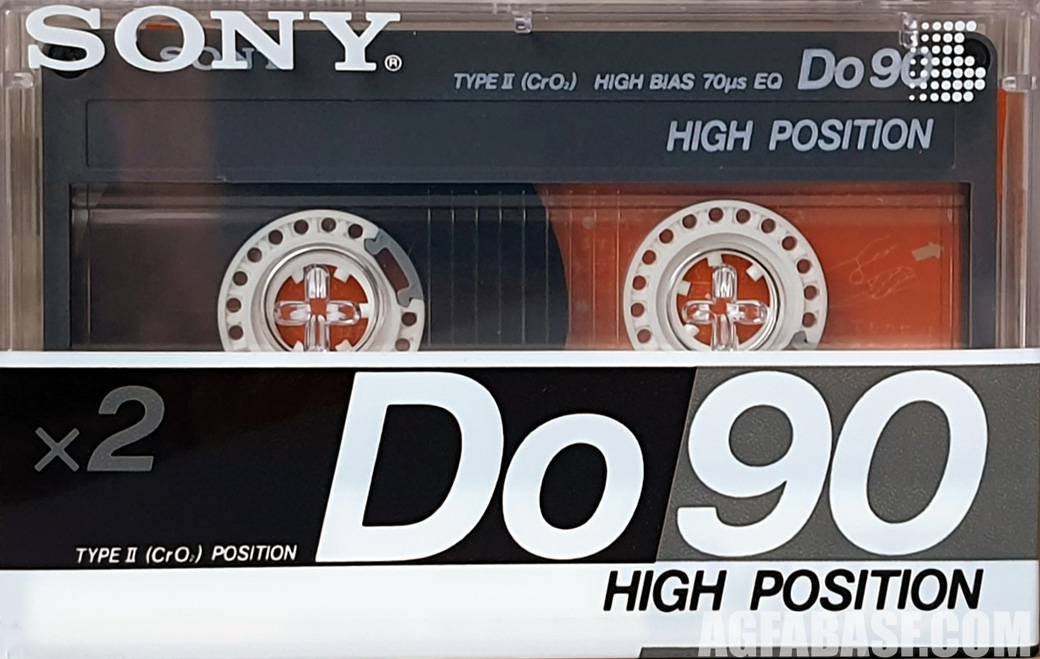 SONY®
SONY
TYPE II (CrO₂) HIGH BIAS 70µs EQ Do 90
HIGH POSITION
×2
Do 90
TYPE II (CrO₂) POSITION
HIGH POSITION
AGFABASE.COM